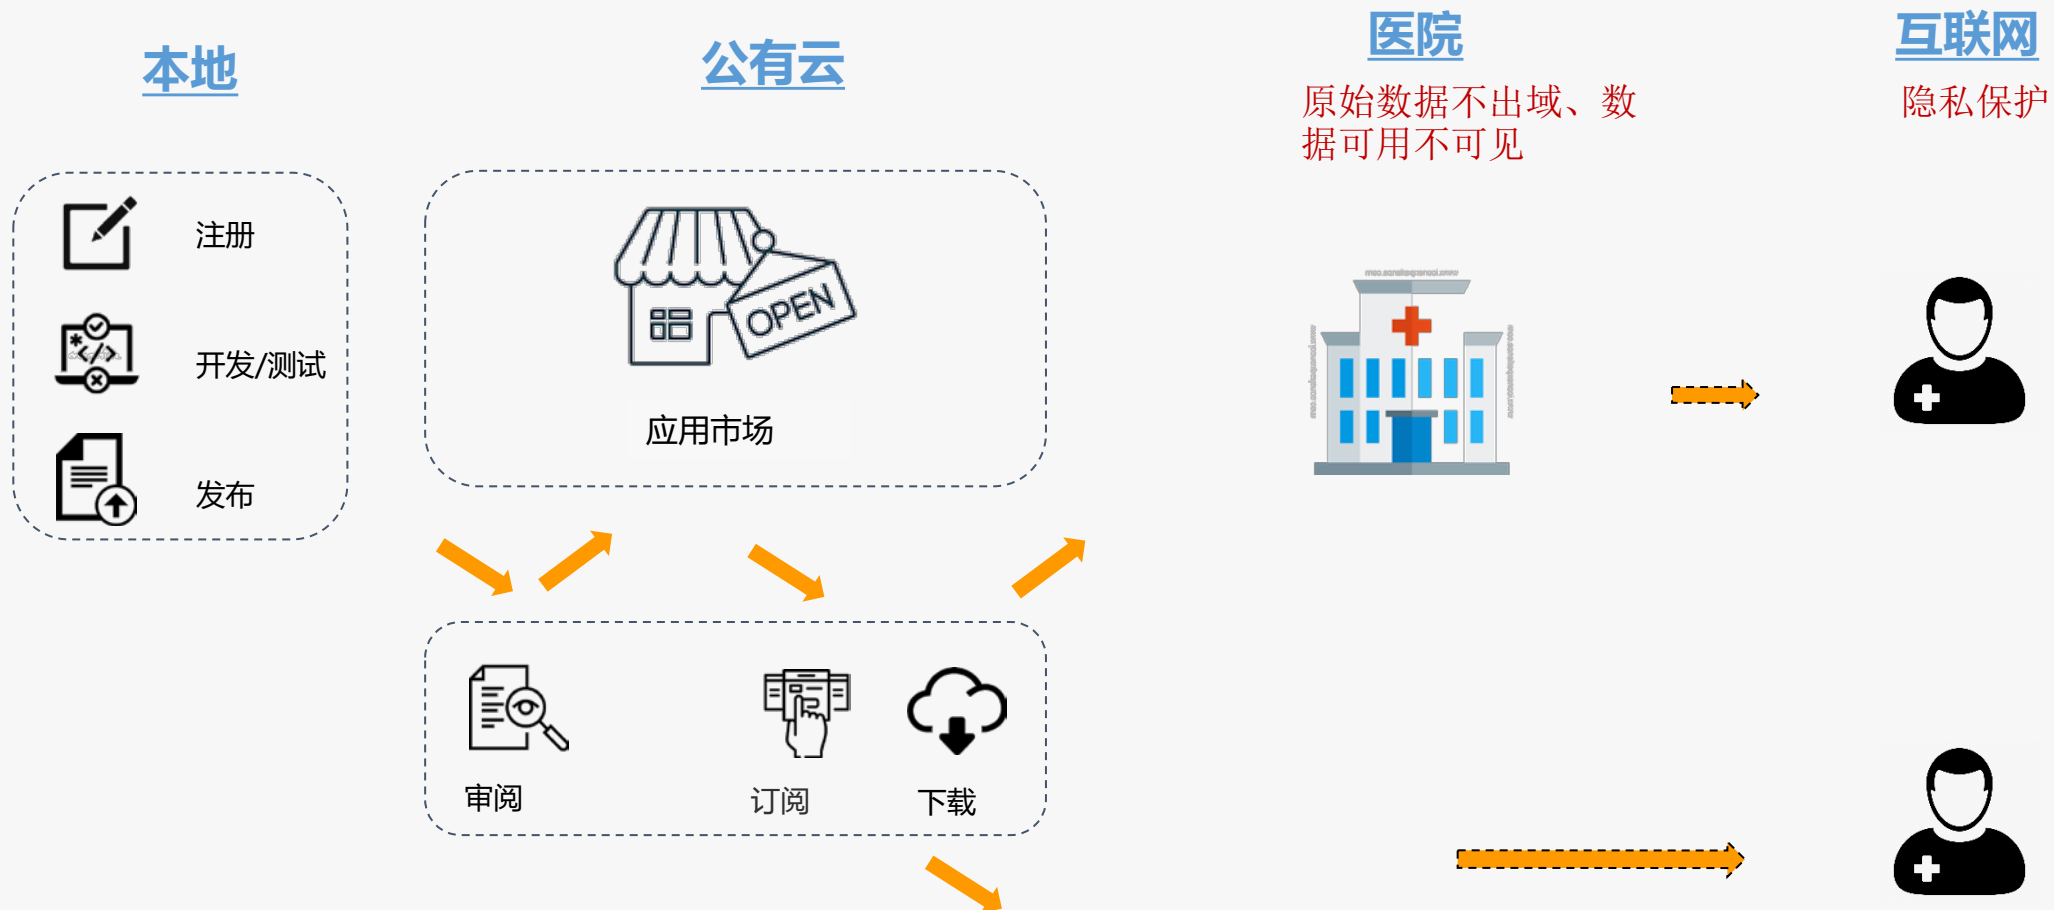 本地
公有云
医院
互联网
原始数据不出域、数
据可用不可见
隐私保护
注册
开发/测试
发布
OPEN
应用市场
审阅
订阅
下载